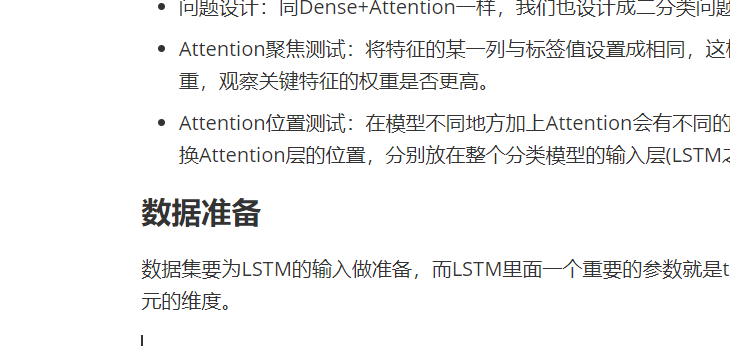 问题设计：同Dense+Attention一样，我们也设计成二分类问题
Attention聚焦测试：将特征的某一列与标签值设置成相同，这
重，观察关键特征的权重是否更高。
Attention位置测试：在模型不同地方加上Attention会有不同的
换Attention层的位置，分别放在整个分类模型的输入层(LSTM
数据准备
数据集要为LSTM的输入做准备，而LSTM里面一个重要的参数就是t
元的维度。